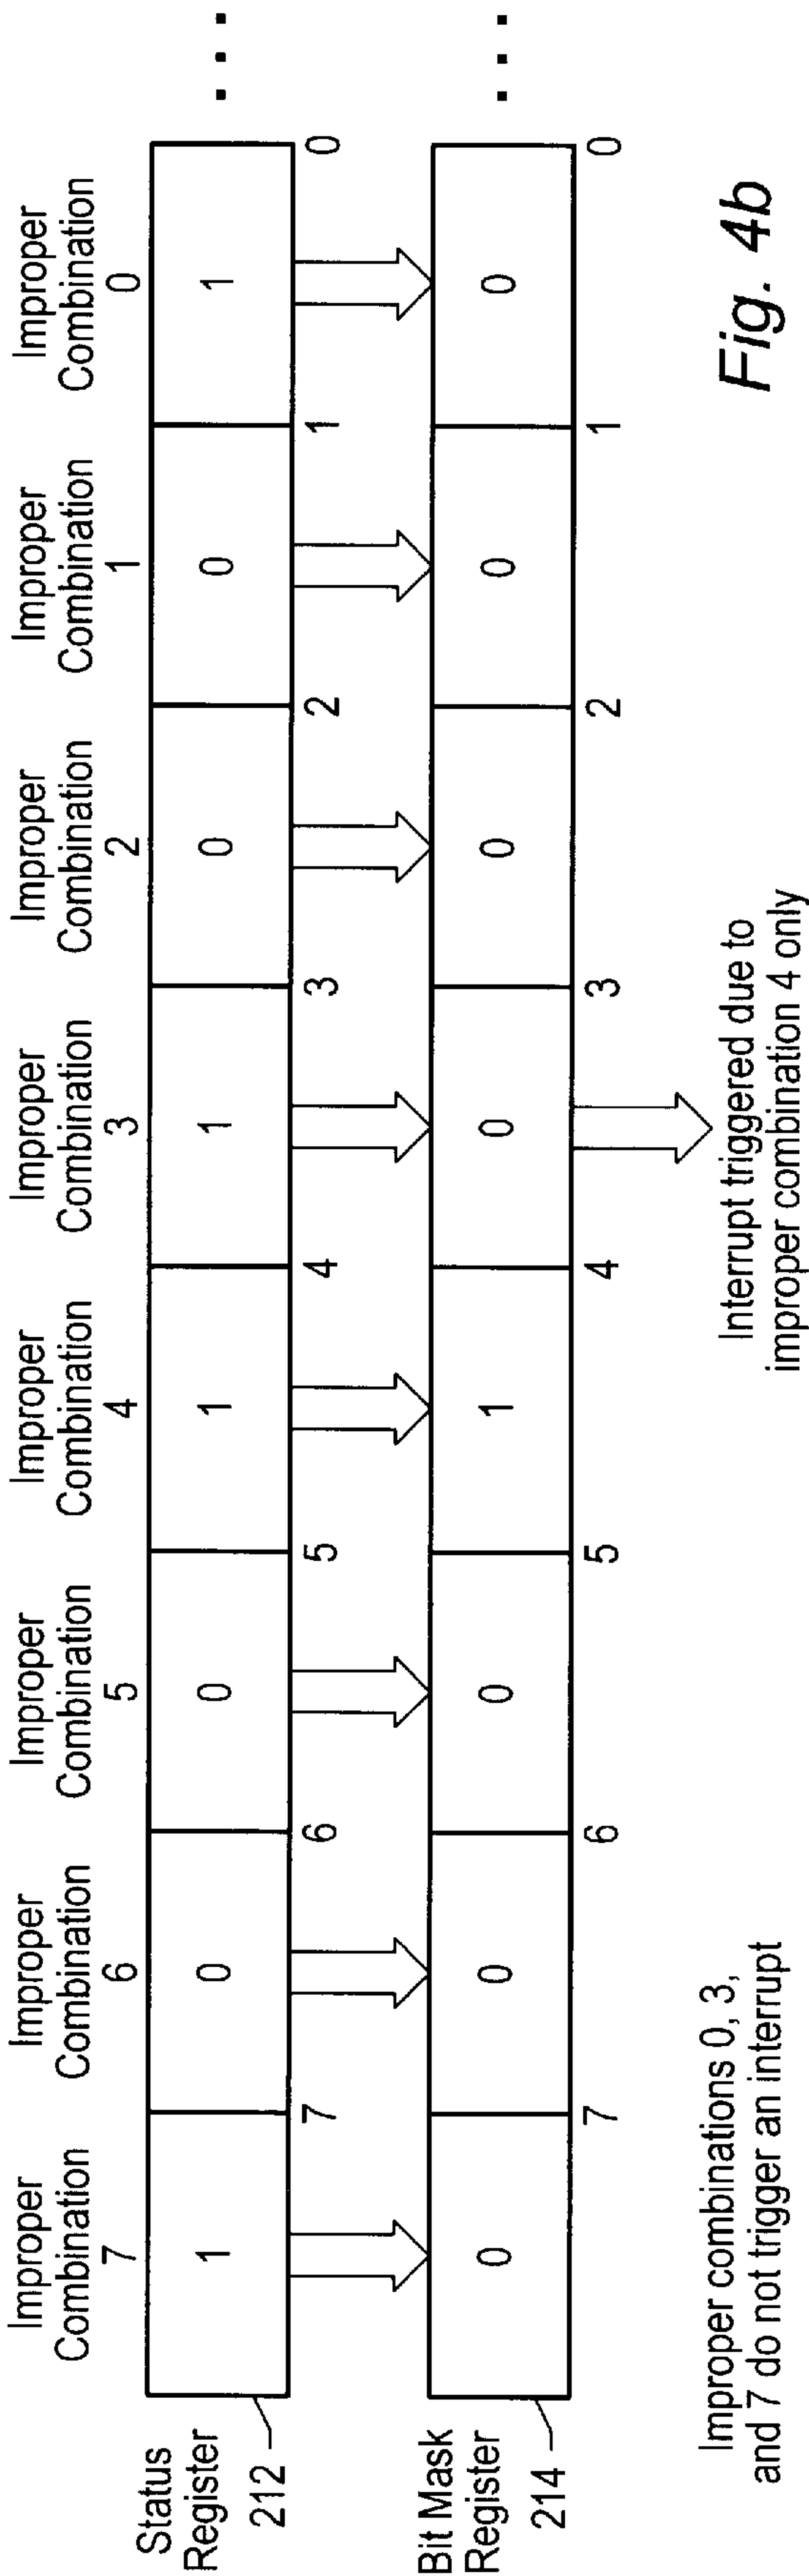 Improper Combination 7
Improper Combination 6
Improper Combination 5
Improper Combination 4
Improper Combination 3
Improper Combination 2
Improper Combination 1
Improper Combination 0
Status
Register
212
1 0 0 1 1 0 0 1 . . .
7 6 5 4 3 2 1 0
Bit Mask
Register
214
0 0 0 1 0 0 0 0 . . .
7 6 5 4 3 2 1 0
Improper combinations 0, 3,
and 7 do not trigger an interrupt
Interrupt triggered due to
improper combination 4 only
Fig. 4b